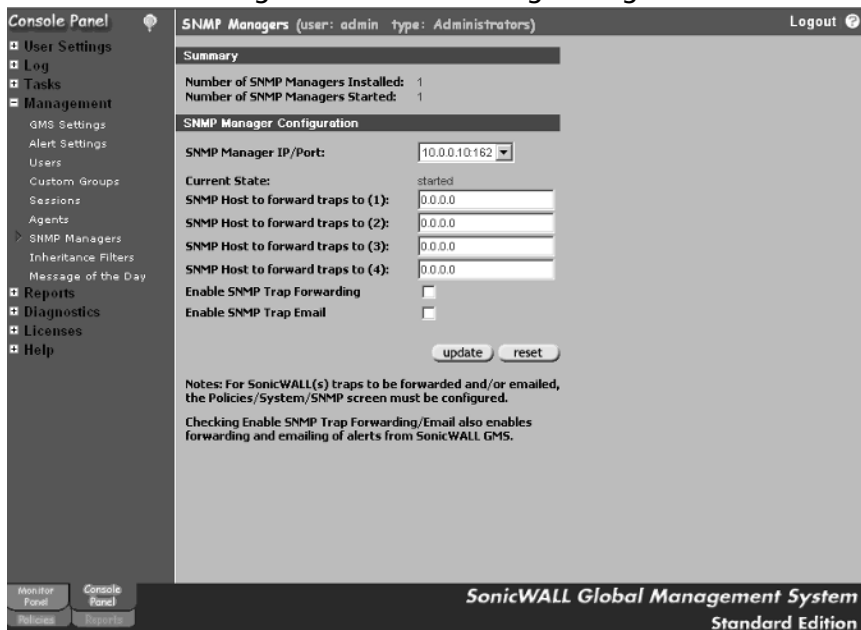 Console Panel
SNMP Managers (user: admin type: Administrators)
Logout
User Settings
Log
Tasks
Management
GMS Settings
Alert Settings
Users
Custom Groups
Sessions
Agents
SNMP Managers
Inheritance Filters
Message of the Day
Reports
Diagnostics
Licenses
Help
Summary
Number of SNMP Managers Installed: 1
Number of SNMP Managers Started: 1
SNMP Manager Configuration
SNMP Manager IP/Port: 10.0.0.10:162
Current State: started
SNMP Host to forward traps to (1): 0.0.0.0
SNMP Host to forward traps to (2): 0.0.0.0
SNMP Host to forward traps to (3): 0.0.0.0
SNMP Host to forward traps to (4): 0.0.0.0
Enable SNMP Trap Forwarding
Enable SNMP Trap Email
update reset
Notes: For SonicWALL(s) traps to be forwarded and/or emailed,
the Policies/System/SNMP screen must be configured.
Checking Enable SNMP Trap Forwarding/Email also enables
forwarding and emailing of alerts from SonicWALL GMS.
Monitor Panel
Console Panel
Policies
Reports
SonicWALL Global Management System
Standard Edition